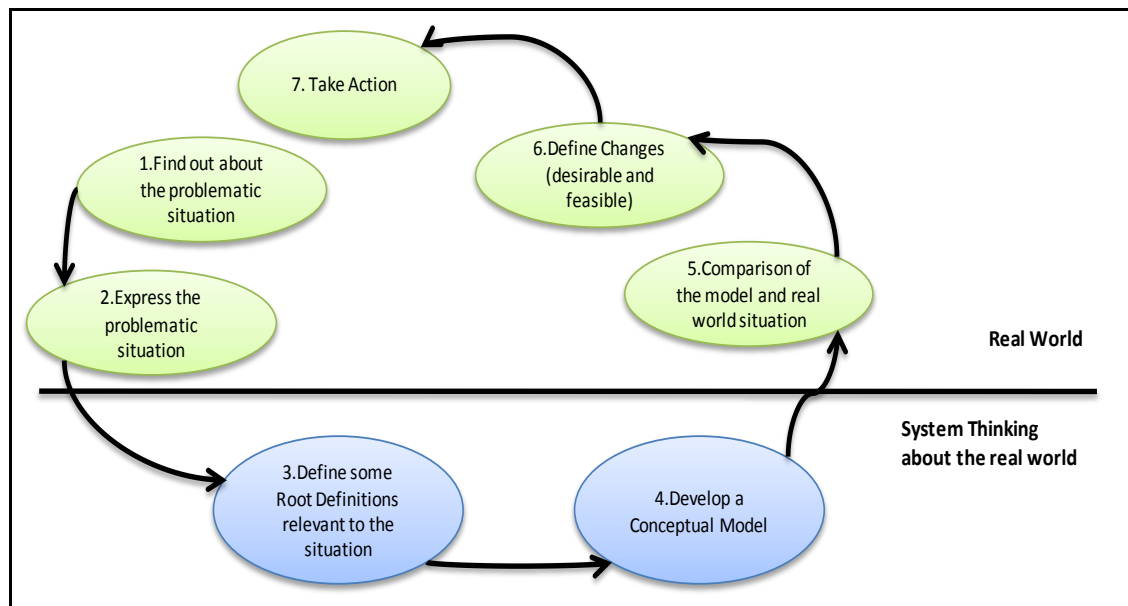 7. Take Action
1.Find out about
the problematic
situation
6.Define Changes
(desirable and
feasible)
2.Express the
problematic
situation
5.Comparison of
the model and real
world situation
Real World
System Thinking
about the real world
3.Define some
Root Definitions
relevant to the
situation
4.Develop a
Conceptual Model